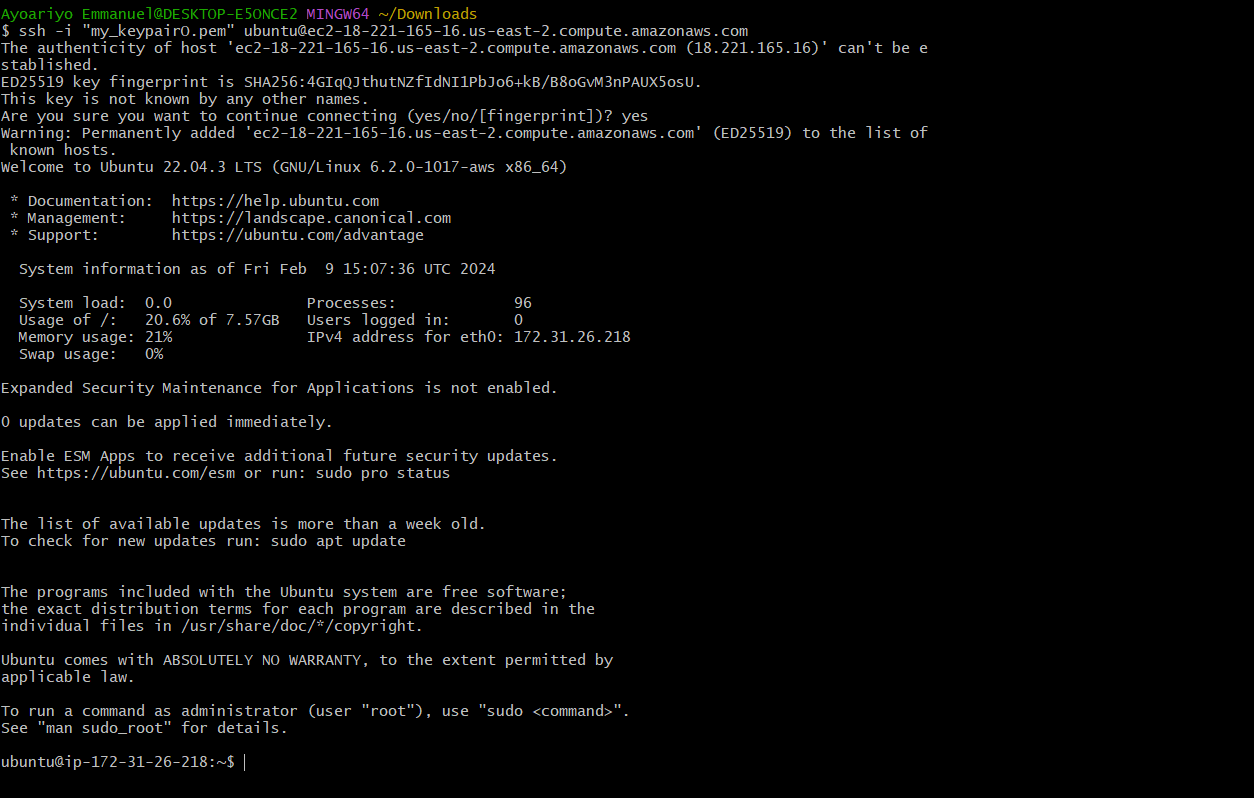 Ayoariyo Emmanuel@DESKTOP-E5ONCE2 MINGW64 ~/Downloads
$ ssh -i "my_keypair0.pem" ubuntu@ec2-18-221-165-16.us-east-2.compute.amazonaws.com
The authenticity of host 'ec2-18-221-165-16.us-east-2.compute.amazonaws.com (18.221.165.16)' can't be e
stablished.
ED25519 key fingerprint is SHA256:4GIqQJthutNZfIdNI1PbJo6+kB/B8oGvM3nPAUX5osU.
This key is not known by any other names.
Are you sure you want to continue connecting (yes/no/[fingerprint])? yes
Warning: Permanently added 'ec2-18-221-165-16.us-east-2.compute.amazonaws.com' (ED25519) to the list of
 known hosts.
Welcome to Ubuntu 22.04.3 LTS (GNU/Linux 6.2.0-1017-aws x86_64)

 * Documentation:  https://help.ubuntu.com
 * Management:     https://landscape.canonical.com
 * Support:        https://ubuntu.com/advantage

  System information as of Fri Feb  9 15:07:36 UTC 2024

  System load:  0.0               Processes:             96
  Usage of /:   20.6% of 7.57GB   Users logged in:       0
  Memory usage: 21%               IPv4 address for eth0: 172.31.26.218
  Swap usage:   0%

Expanded Security Maintenance for Applications is not enabled.

0 updates can be applied immediately.

Enable ESM Apps to receive additional future security updates.
See https://ubuntu.com/esm or run: sudo pro status


The list of available updates is more than a week old.
To check for new updates run: sudo apt update


The programs included with the Ubuntu system are free software;
the exact distribution terms for each program are described in the
individual files in /usr/share/doc/*/copyright.

Ubuntu comes with ABSOLUTELY NO WARRANTY, to the extent permitted by
applicable law.

To run a command as administrator (user "root"), use "sudo <command>".
See "man sudo_root" for details.

ubuntu@ip-172-31-26-218:~$